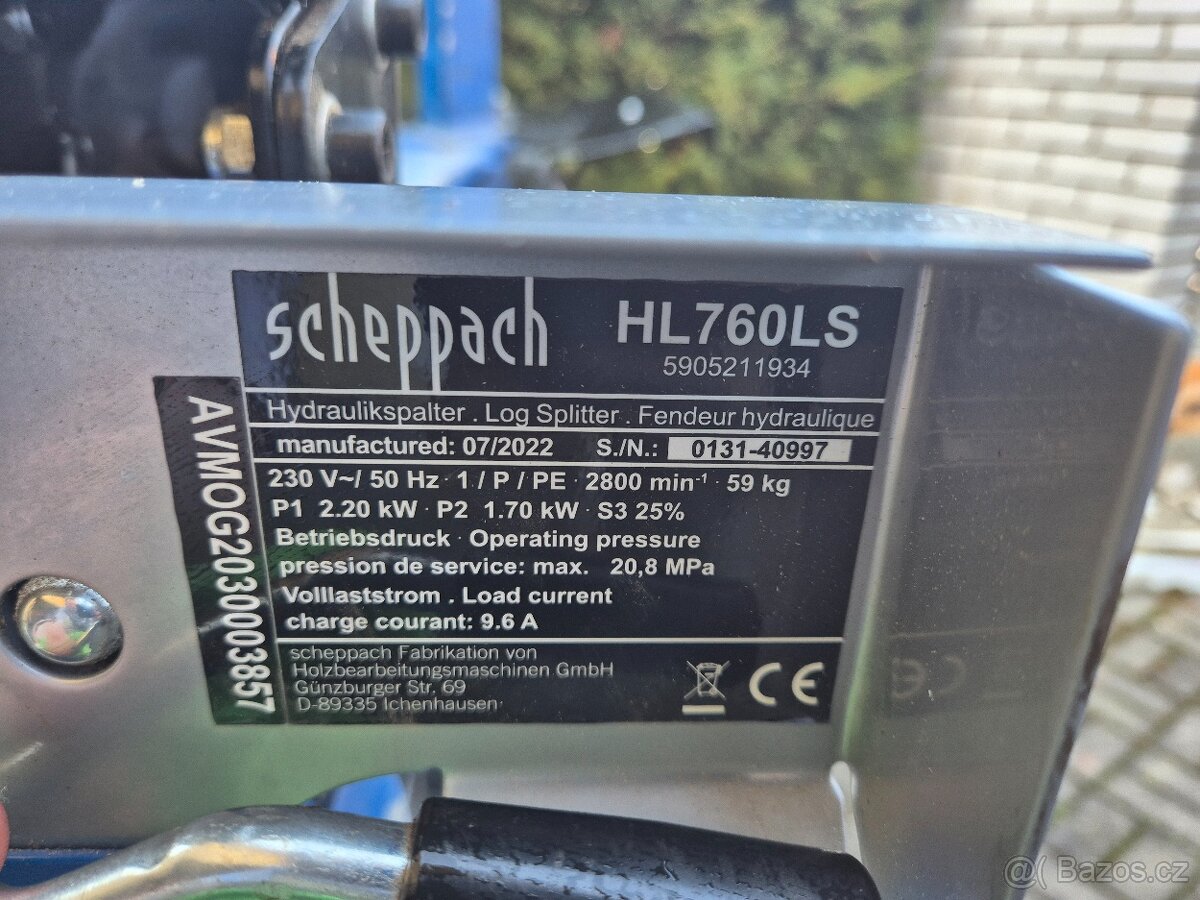 scheppach HL760LS
5905211934
Hydraulikspalter . Log Splitter . Fendeur hydraulique
manufactured: 07/2022 S./N.: 0131-40997
230 V~/ 50 Hz · 1 / P / PE · 2800 min⁻¹ · 59 kg
P1 2.20 kW · P2 1.70 kW · S3 25%
Betriebsdruck · Operating pressure
pression de service: max. 20,8 MPa
Volllaststrom . Load current
charge courant: 9.6 A
scheppach Fabrikation von
Holzbearbeitungsmaschinen GmbH
Günzburger Str. 69
D-89335 Ichenhausen
CE
AVMOG2030003857
Bazos.cz